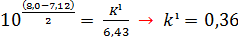 10^((8,0−7,12)/2) = K¹/6,43 → k¹ = 0,36